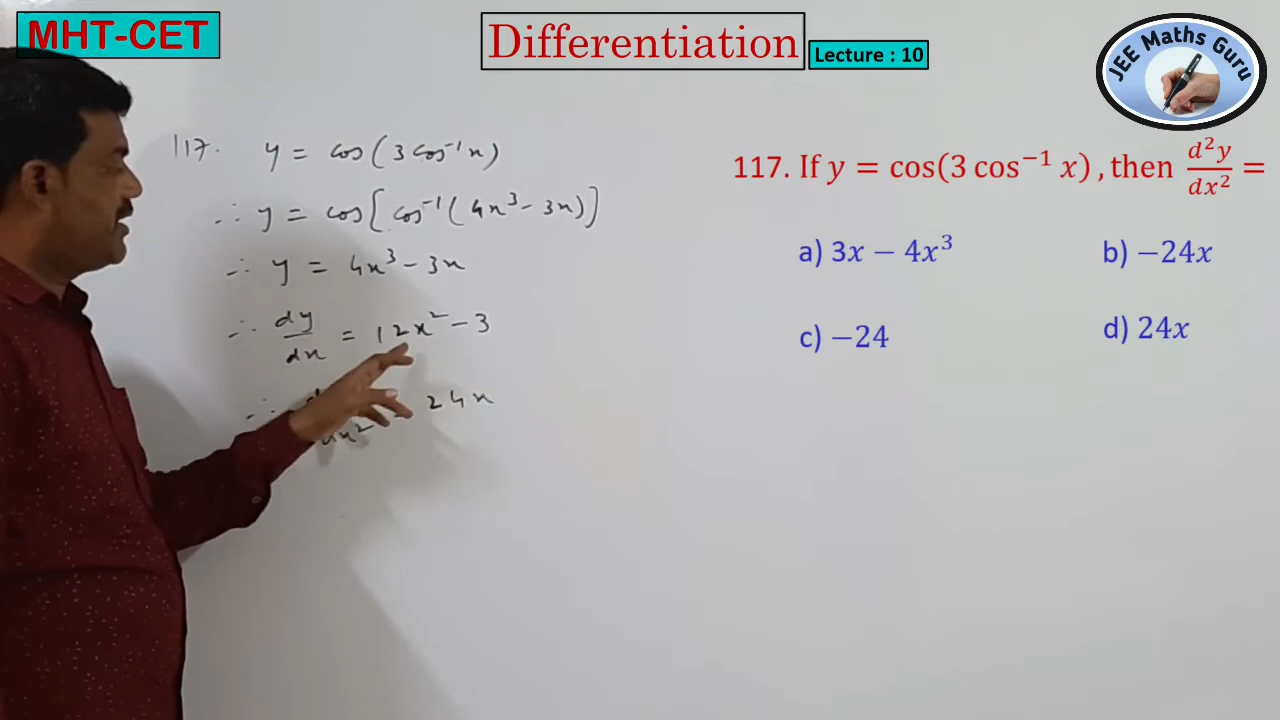 MHT-CET
Differentiation
Lecture : 10
JEE Maths Guru
117. y = cos(3 cos⁻¹x)
∴ y = cos[cos⁻¹(4x³ - 3x)]
∴ y = 4x³ - 3x
∴ dy/dx = 12x² - 3
∴ dx² = 24x
117. If y = cos(3 cos⁻¹ x) , then d²y/dx² =
a) 3x − 4x³
b) −24x
c) −24
d) 24x